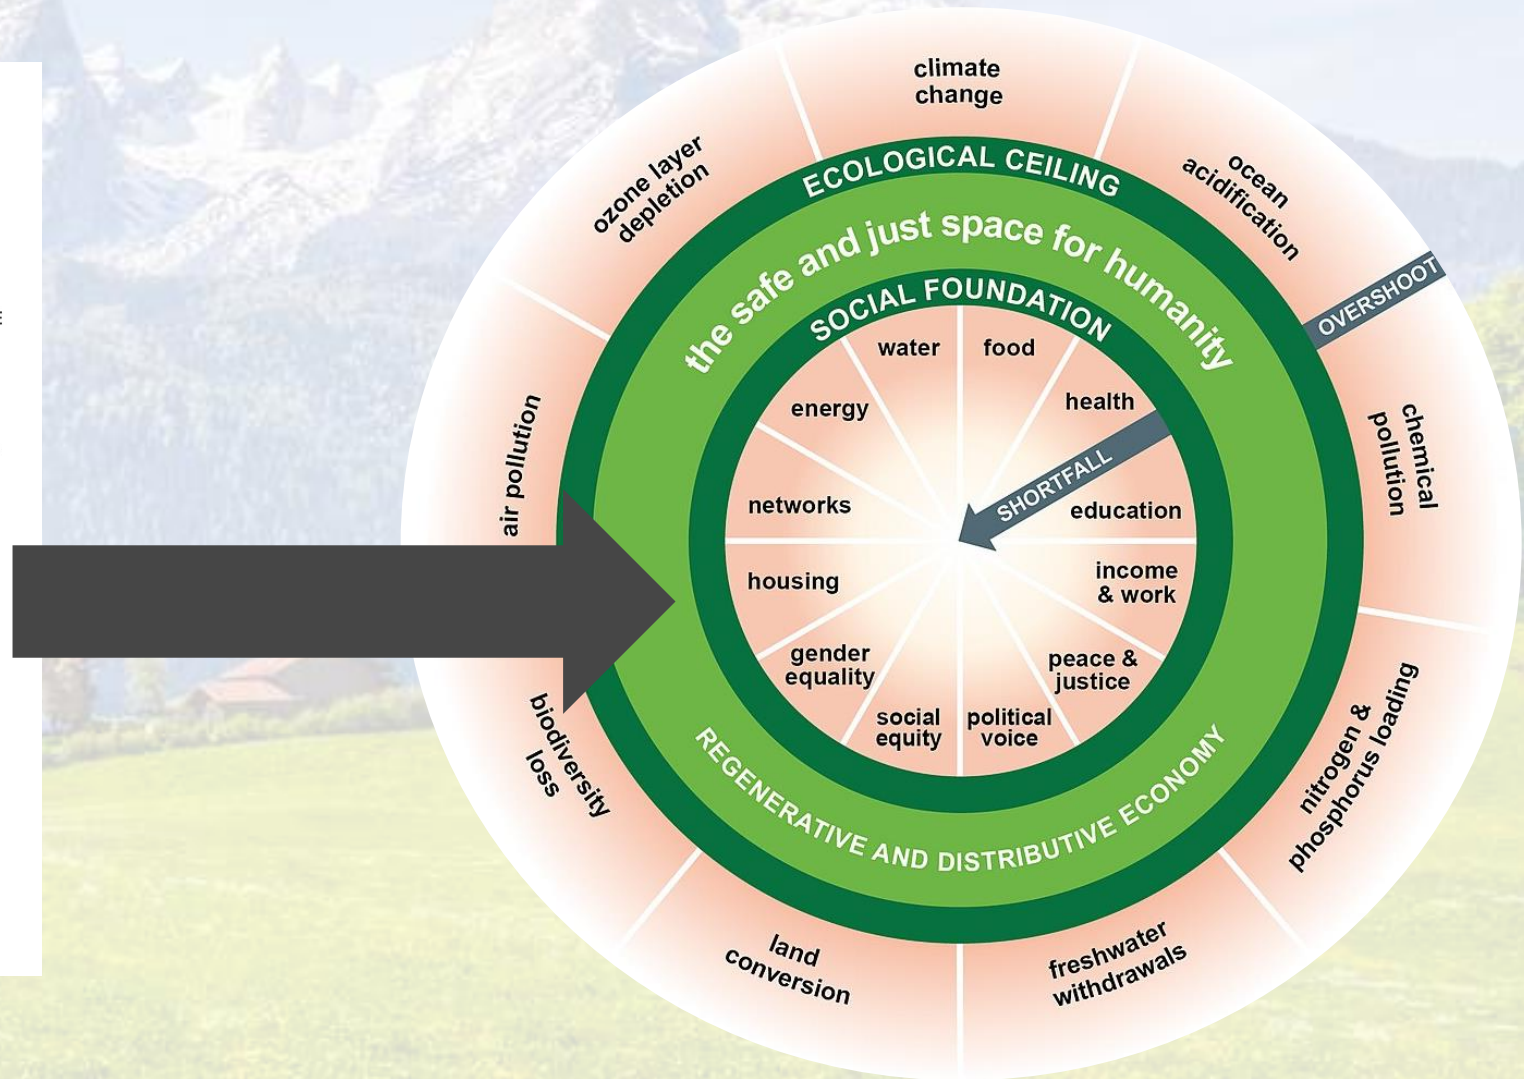 climate
change
ozone layer
depletion
ocean
acidification
ECOLOGICAL CEILING
the safe and just space for humanity
OVERSHOOT
SOCIAL FOUNDATION
water
food
energy
health
SHORTFALL
air pollution
chemical
pollution
networks
education
housing
income
& work
gender
equality
peace &
justice
social
equity
political
voice
biodiversity
loss
nitrogen &
phosphorus loading
REGENERATIVE AND DISTRIBUTIVE ECONOMY
land
conversion
freshwater
withdrawals